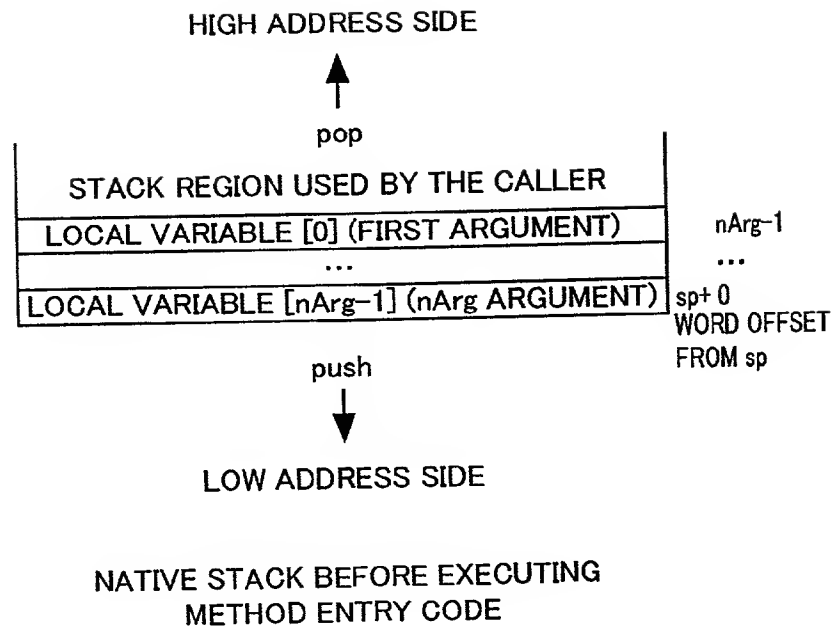 HIGH ADDRESS SIDE
pop
STACK REGION USED BY THE CALLER
LOCAL VARIABLE [0] (FIRST ARGUMENT) nArg-1
... ...
LOCAL VARIABLE [nArg-1] (nArg ARGUMENT) sp+ 0
WORD OFFSET
FROM sp
push
LOW ADDRESS SIDE
NATIVE STACK BEFORE EXECUTING
METHOD ENTRY CODE